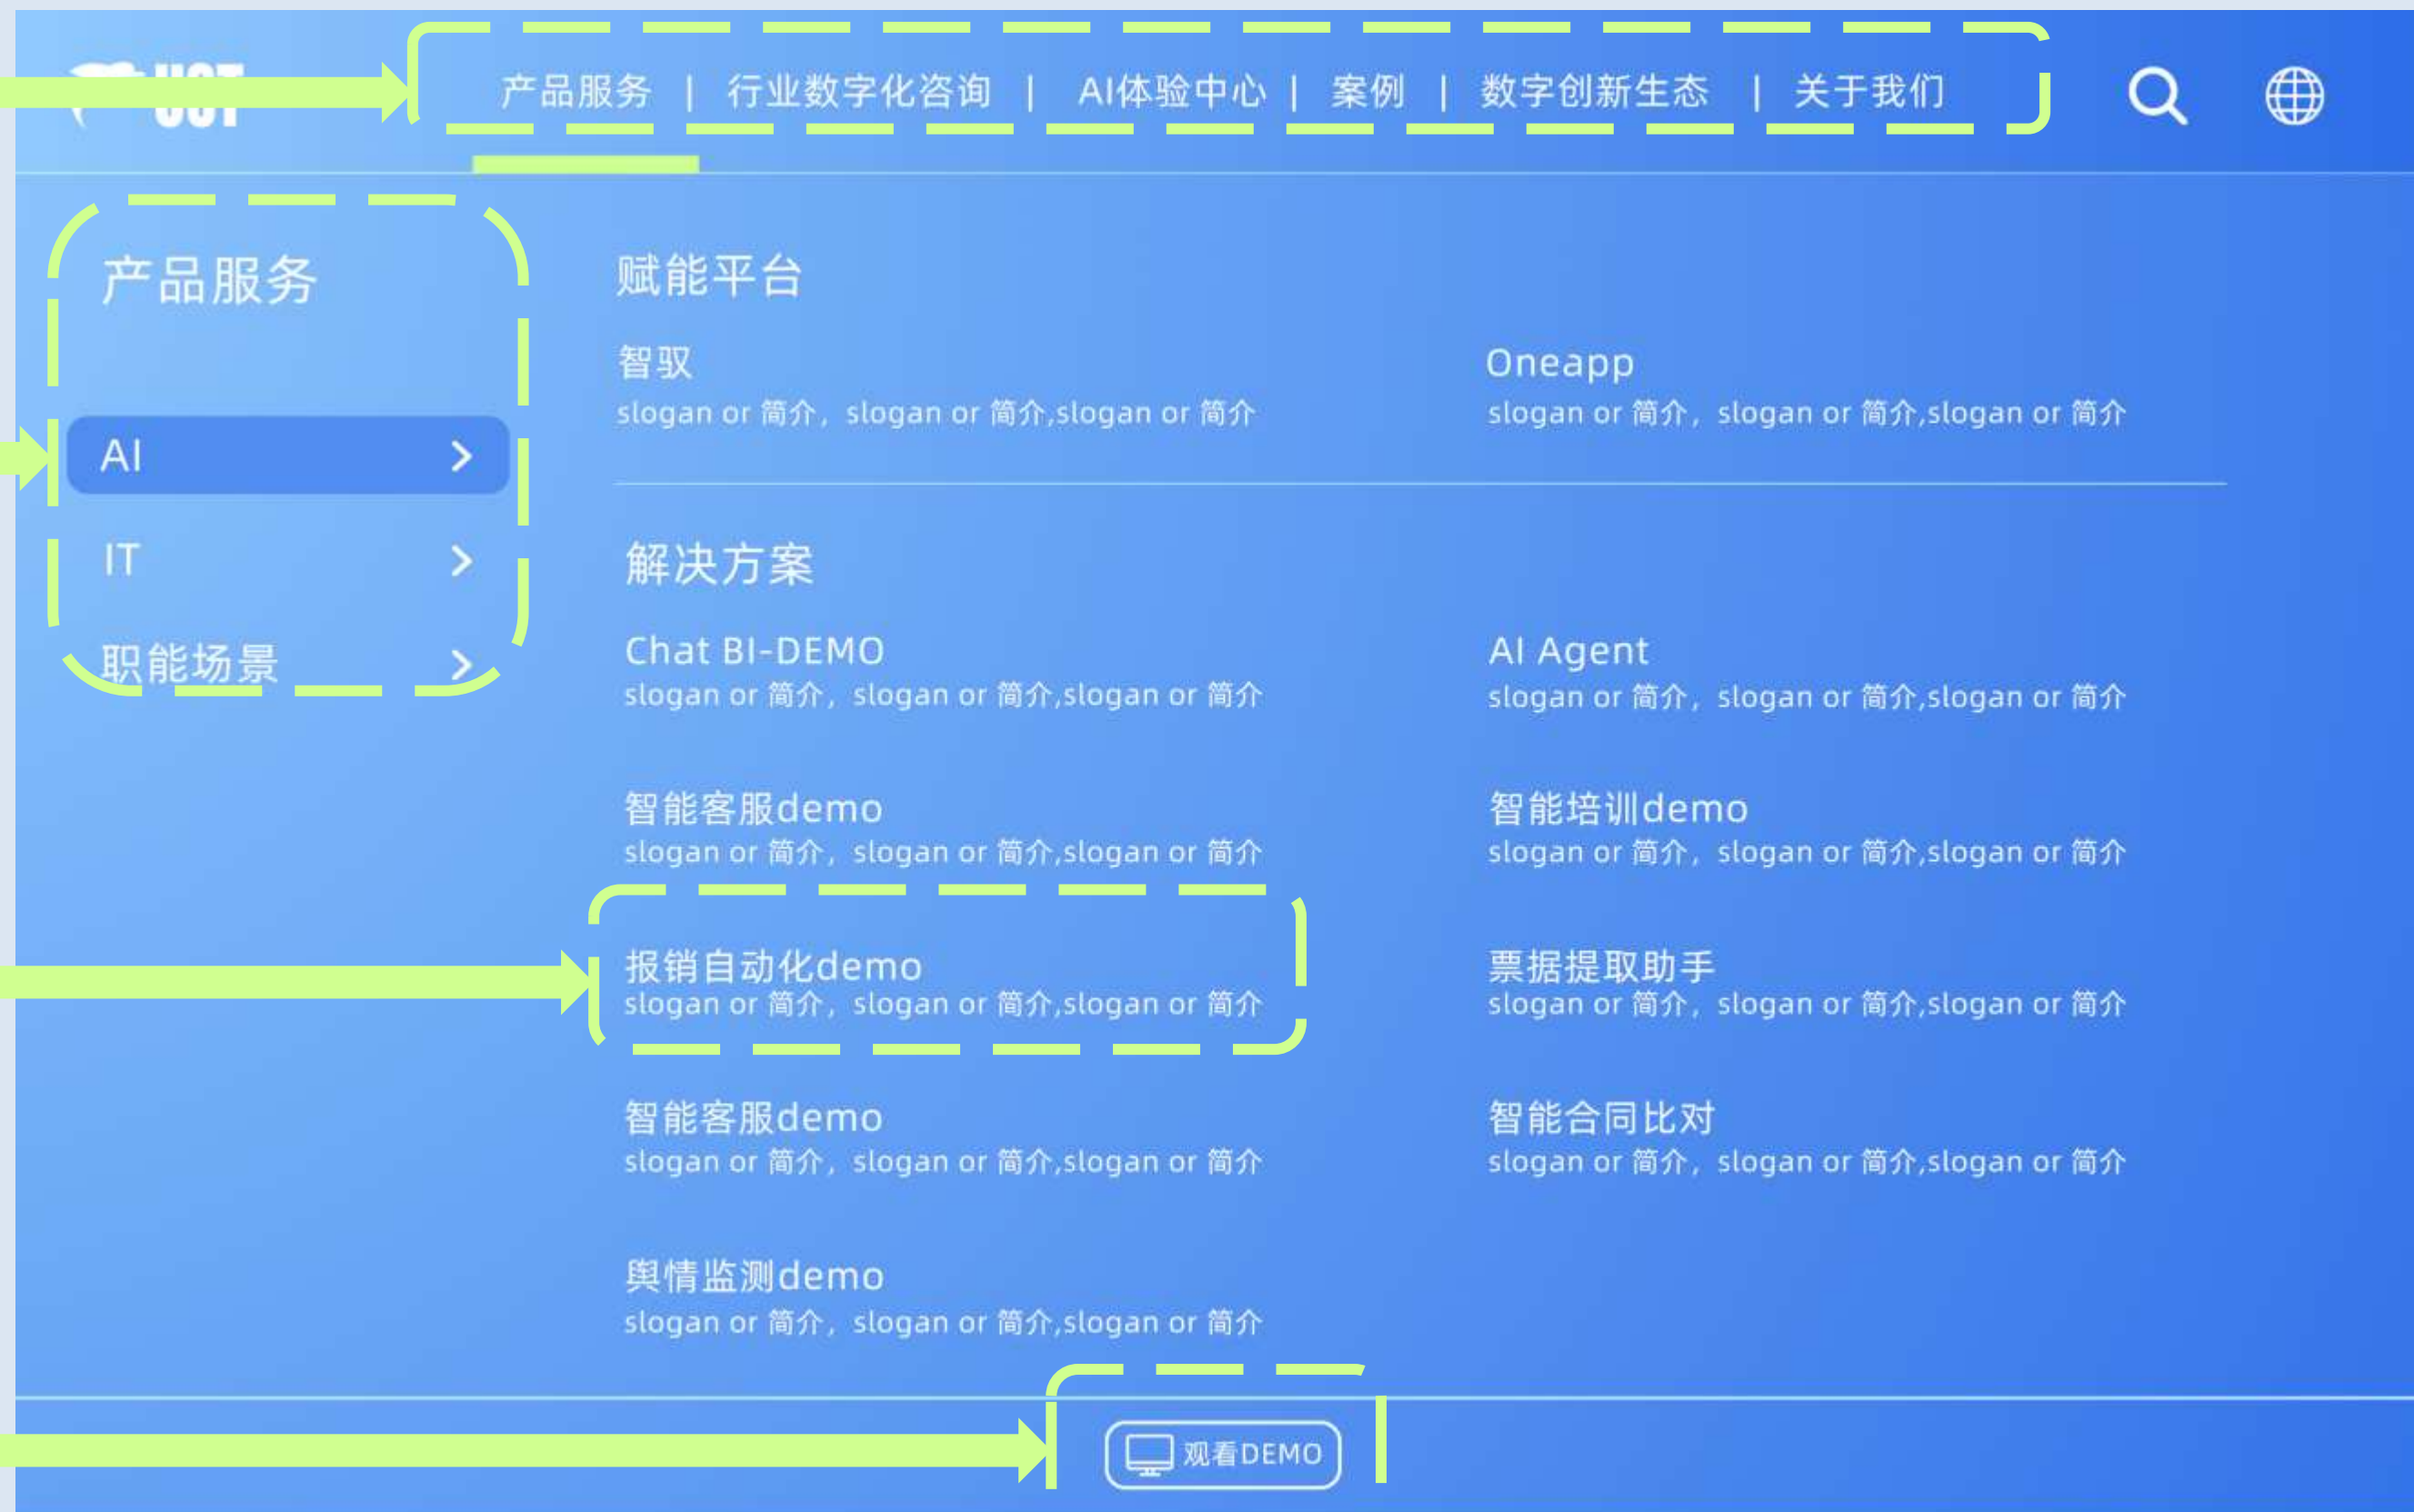 产品服务 | 行业数字化咨询 | AI体验中心 | 案例 | 数字创新生态 | 关于我们
产品服务
AI
IT
职能场景
赋能平台
智驭
slogan or 简介，slogan or 简介,slogan or 简介
Oneapp
slogan or 简介，slogan or 简介,slogan or 简介
解决方案
Chat BI-DEMO
slogan or 简介，slogan or 简介,slogan or 简介
AI Agent
slogan or 简介，slogan or 简介,slogan or 简介
智能客服demo
slogan or 简介，slogan or 简介,slogan or 简介
智能培训demo
slogan or 简介，slogan or 简介,slogan or 简介
报销自动化demo
slogan or 简介，slogan or 简介,slogan or 简介
票据提取助手
slogan or 简介，slogan or 简介,slogan or 简介
智能客服demo
slogan or 简介，slogan or 简介,slogan or 简介
智能合同比对
slogan or 简介，slogan or 简介,slogan or 简介
舆情监测demo
slogan or 简介，slogan or 简介,slogan or 简介
观看DEMO